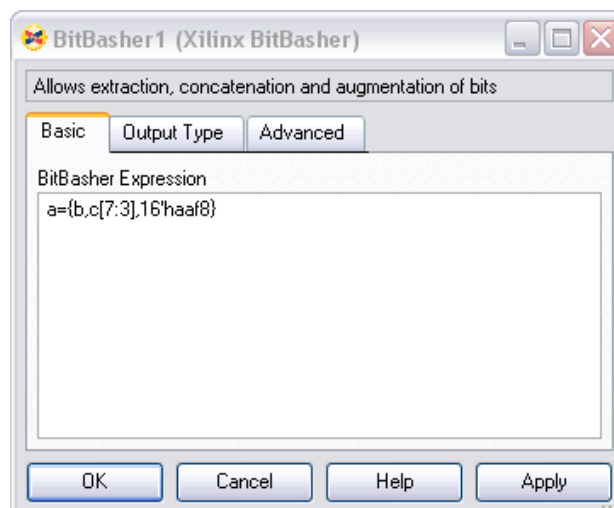 BitBasher1 (Xilinx BitBasher)
Allows extraction, concatenation and augmentation of bits
Basic Output Type Advanced
BitBasher Expression
a={b,c[7:3],16'haaf8}
OK Cancel Help Apply